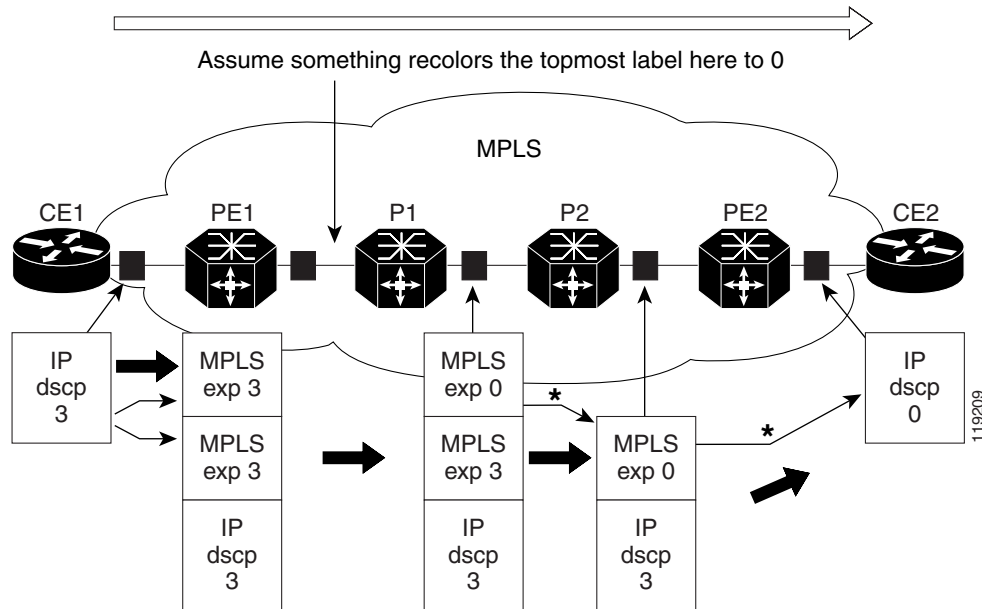 Assume something recolors the topmost label here to 0
MPLS
CE1
PE1
P1
P2
PE2
CE2
IP
dscp
3
MPLS
exp 3
MPLS
exp 3
IP
dscp
3
MPLS
exp 0
MPLS
exp 3
IP
dscp
3
*
MPLS
exp 0
IP
dscp
3
*
IP
dscp
0
119209